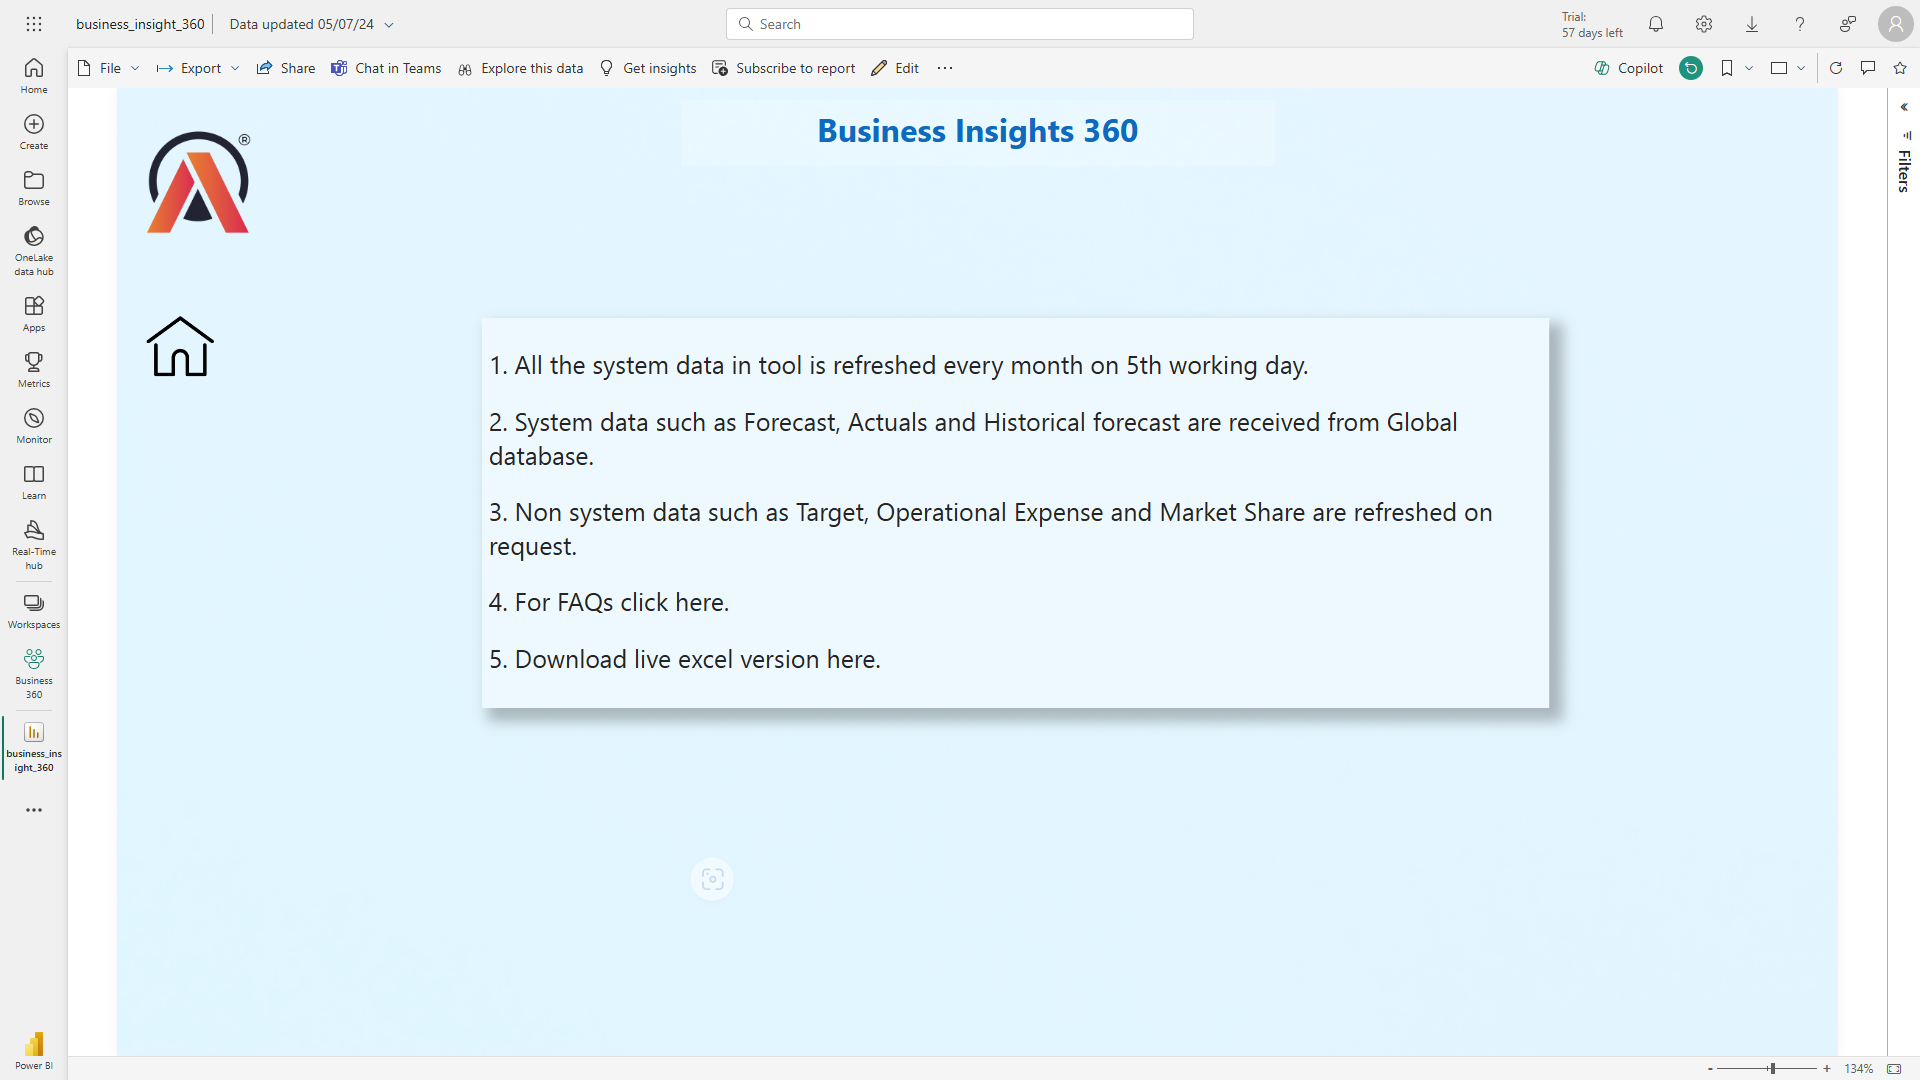 business_insight_360
Data updated 05/07/24
Search
Trial:
57 days left
File
Export
Share
Chat in Teams
Explore this data
Get insights
Subscribe to report
Edit
Copilot
Home
Create
Browse
OneLake
data hub
Apps
Metrics
Monitor
Learn
Real-Time
hub
Workspaces
Business
360
business_ins
ight_360
Power BI
®
Business Insights 360
1. All the system data in tool is refreshed every month on 5th working day.
2. System data such as Forecast, Actuals and Historical forecast are received from Global
database.
3. Non system data such as Target, Operational Expense and Market Share are refreshed on
request.
4. For FAQs click here.
5. Download live excel version here.
Filters
- + 134%